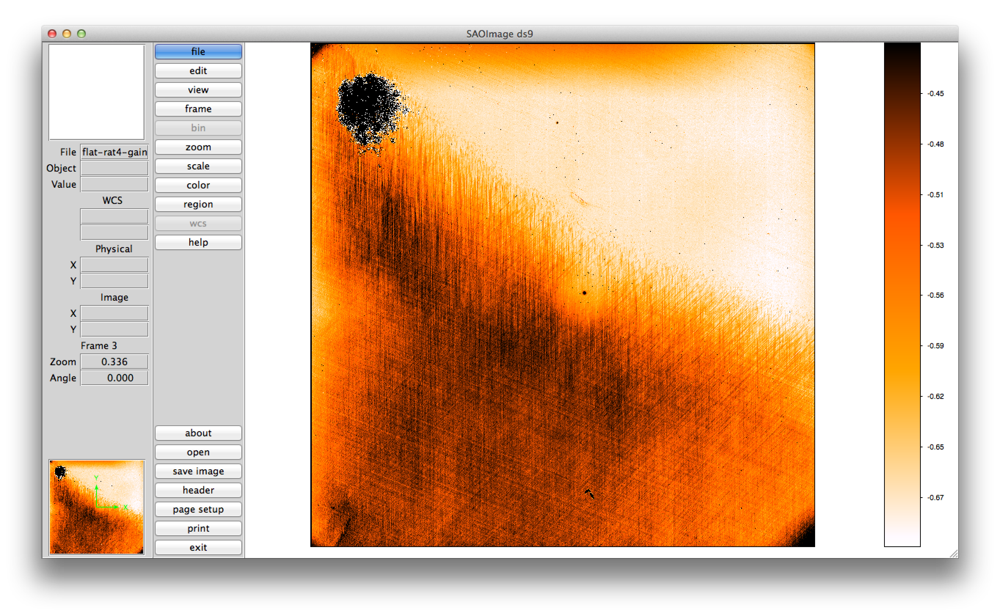 SAOImage ds9
File flat-rat4-gain
Object
Value
WCS
Physical
X
Y
Image
X
Y
Frame 3
Zoom 0.336
Angle 0.000
Y
X
file
edit
view
frame
bin
zoom
scale
color
region
wcs
help
about
open
save image
header
page setup
print
exit
-0.45
-0.48
-0.51
-0.53
-0.56
-0.59
-0.62
-0.65
-0.67